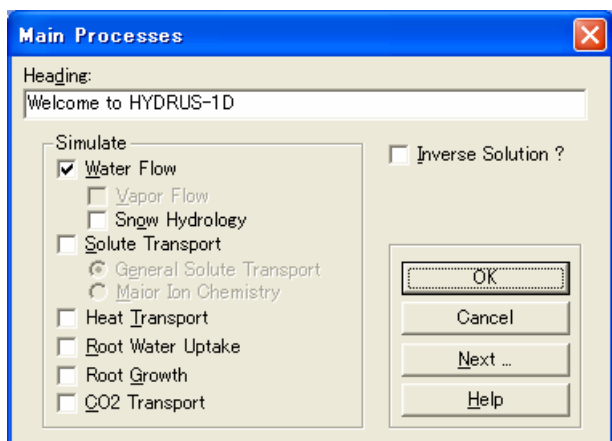 Main Processes
Heading:
Welcome to HYDRUS-1D
Simulate
Water Flow
Vapor Flow
Snow Hydrology
Solute Transport
General Solute Transport
Major Ion Chemistry
Heat Transport
Root Water Uptake
Root Growth
CO2 Transport
Inverse Solution ?
OK
Cancel
Next ...
Help